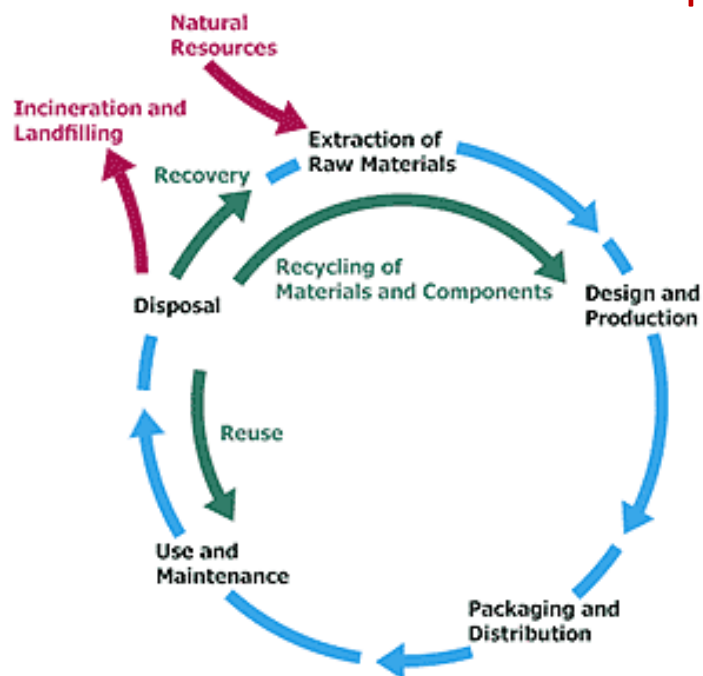 Natural
Resources
Incineration and
Landfilling
Extraction of
Raw Materials
Recovery
Recycling of
Materials and Components
Disposal
Design and
Production
Reuse
Use and
Maintenance
Packaging and
Distribution